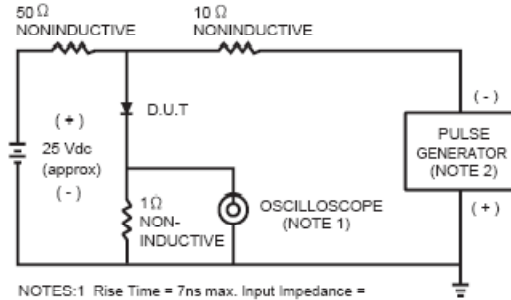 50 Ω
NONINDUCTIVE
10 Ω
NONINDUCTIVE
( + )
25 Vdc
(approx)
( - )
D.U.T
1 Ω
NON-
INDUCTIVE
OSCILLOSCOPE
(NOTE 1)
( - )
PULSE
GENERATOR
(NOTE 2)
( + )
NOTES:1 Rise Time = 7ns max. Input Impedance =